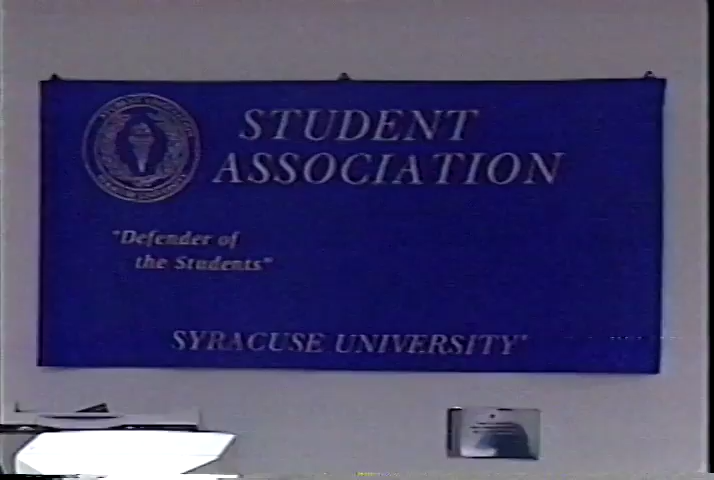 STUDENT
ASSOCIATION
"Defender of
the Students"
SYRACUSE UNIVERSITY